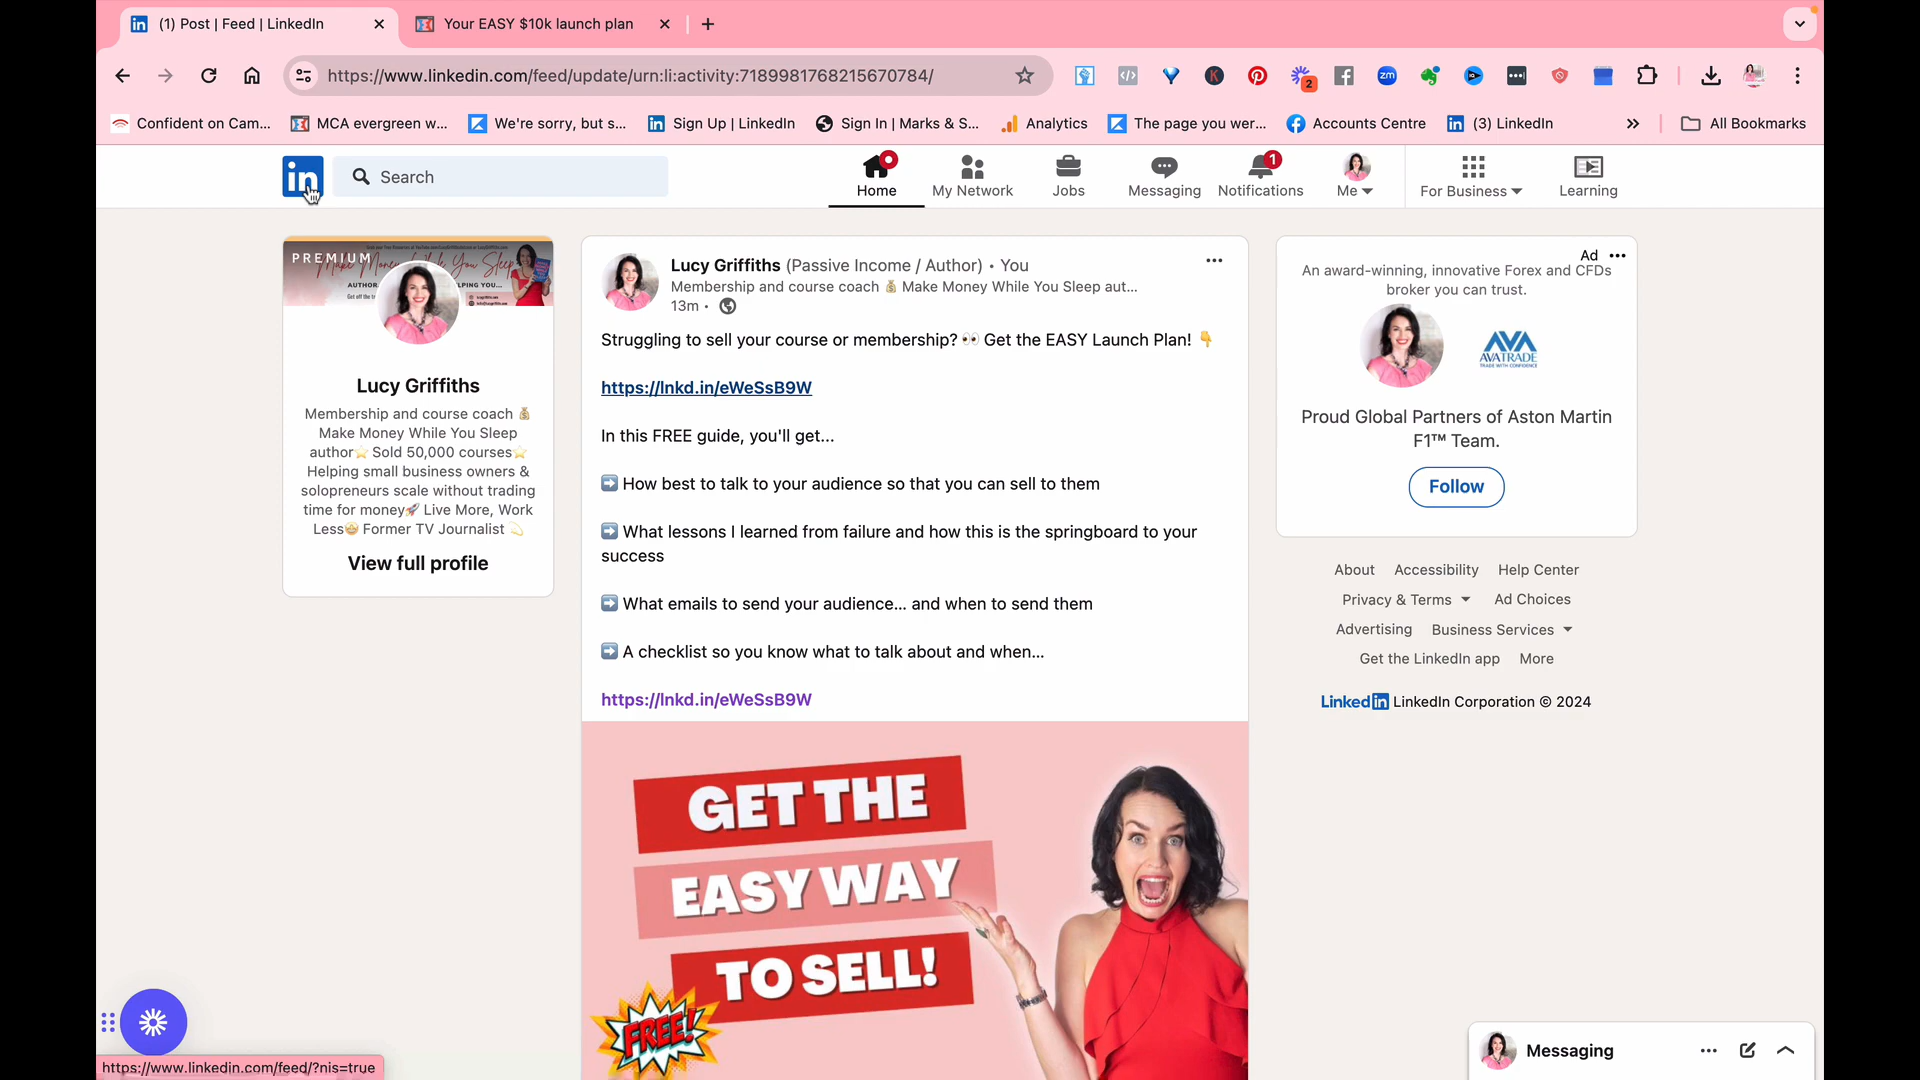 (1) Post | Feed | LinkedIn
Your EASY $10k launch plan
https://www.linkedin.com/feed/update/urn:li:activity:7189981768215670784/
2
Confident on Cam...
MCA evergreen w...
We're sorry, but s...
Sign Up | LinkedIn
Sign In | Marks & S...
Analytics
The page you wer...
Accounts Centre
(3) LinkedIn
All Bookmarks
in
Search
Home
My Network
Jobs
Messaging
1
Notifications
Me
For Business
Learning
PREMIUM
Lucy Griffiths
Membership and course coach 💰
Make Money While You Sleep
author⭐ Sold 50,000 courses⭐
Helping small business owners &
solopreneurs scale without trading
time for money🚀 Live More, Work
Less🤩 Former TV Journalist 💫
View full profile
Lucy Griffiths (Passive Income / Author) • You
Membership and course coach 💰 Make Money While You Sleep aut...
13m •
Struggling to sell your course or membership? 👀 Get the EASY Launch Plan! 👇
https://lnkd.in/eWeSsB9W
In this FREE guide, you'll get...
➡️ How best to talk to your audience so that you can sell to them
➡️ What lessons I learned from failure and how this is the springboard to your
success
➡️ What emails to send your audience... and when to send them
➡️ A checklist so you know what to talk about and when...
https://lnkd.in/eWeSsB9W
GET THE
EASY WAY
TO SELL!
FREE!
Ad
An award-winning, innovative Forex and CFDs
broker you can trust.
AVA
AVATRADE
TRADE WITH CONFIDENCE
Proud Global Partners of Aston Martin
F1™ Team.
Follow
About Accessibility Help Center
Privacy & Terms Ad Choices
Advertising Business Services
Get the LinkedIn app More
LinkedIn LinkedIn Corporation © 2024
Messaging
https://www.linkedin.com/feed/?nis=true